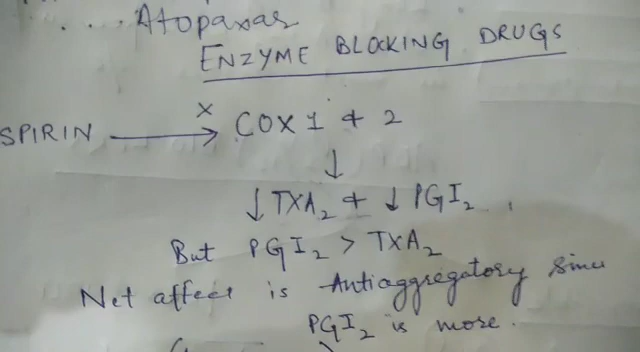 .... Atopaxar
ENZYME BLOCKING DRUGS
SPIRIN ⟶ x COX 1 & 2
↓
↓ TXA₂ & ↓ PGI₂ .
But PGI₂ > TXA₂
Net affect is Antiaggregatory since
PGI₂ is more.